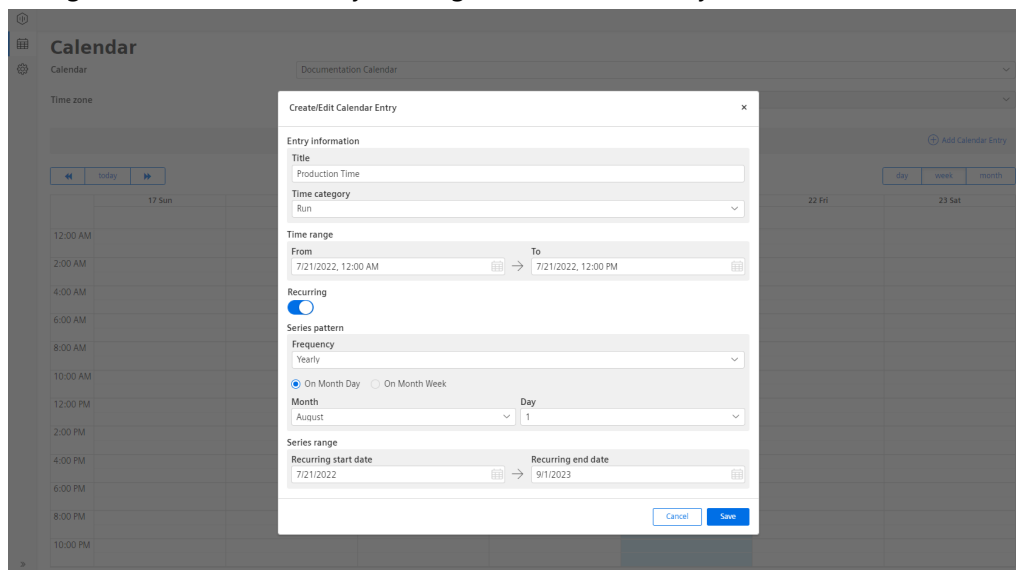 Calendar
Calendar
Documentation Calendar
Time zone
Create/Edit Calendar Entry
Add Calendar Entry
Entry information
Title
Production Time
today
day week month
Time category
17 Sun
22 Fri
23 Sat
Run
Time range
12:00 AM
From To
2:00 AM
7/21/2022, 12:00 AM
7/21/2022, 12:00 PM
4:00 AM
Recurring
6:00 AM
Series pattern
8:00 AM
Frequency
Yearly
10:00 AM
On Month Day On Month Week
Month Day
12:00 PM
August 1
2:00 PM
Series range
4:00 PM
Recurring start date Recurring end date
7/21/2022 9/1/2023
6:00 PM
8:00 PM
Cancel Save
10:00 PM